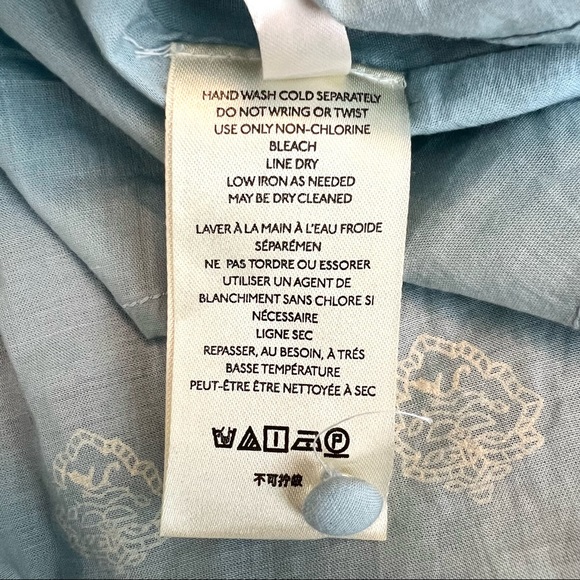 HAND WASH COLD SEPARATELY
DO NOT WRING OR TWIST
USE ONLY NON-CHLORINE
BLEACH
LINE DRY
LOW IRON AS NEEDED
MAY BE DRY CLEANED
LAVER À LA MAIN À L'EAU FROIDE
SÉPARÉMEN
NE PAS TORDRE OU ESSORER
UTILISER UN AGENT DE
BLANCHIMENT SANS CHLORE SI
NÉCESSAIRE
LIGNE SEC
REPASSER, AU BESOIN, À TRÉS
BASSE TEMPÉRATURE
PEUT-ÊTRE ÊTRE NETTOYÉE À SEC
P
不可拧绞